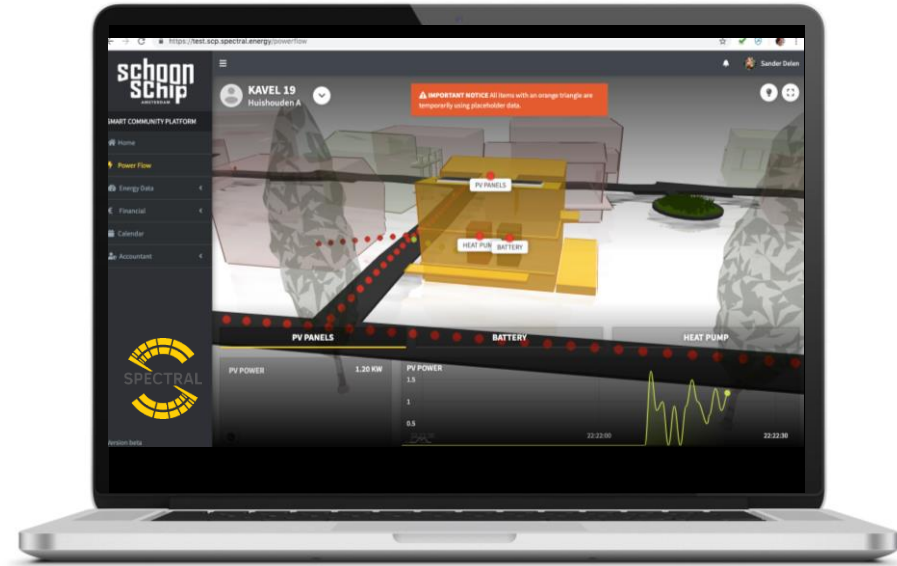 https://test.scp.spectral.energy/powerflow
schoon
schip
AMSTERDAM
Sander Delen
KAVEL 19
Huishouden A
IMPORTANT NOTICE All items with an orange triangle are
temporarily using placeholder data.
SMART COMMUNITY PLATFORM
Home
Power Flow
Energy Data
Financial
Calendar
Accountant
PV PANELS
HEAT PUM
BATTERY
PV PANELS
BATTERY
HEAT PUMP
PV POWER
1.20 KW
PV POWER
1.5
1
0.5
22:22:00
22:22:30
SPECTRAL
Version beta